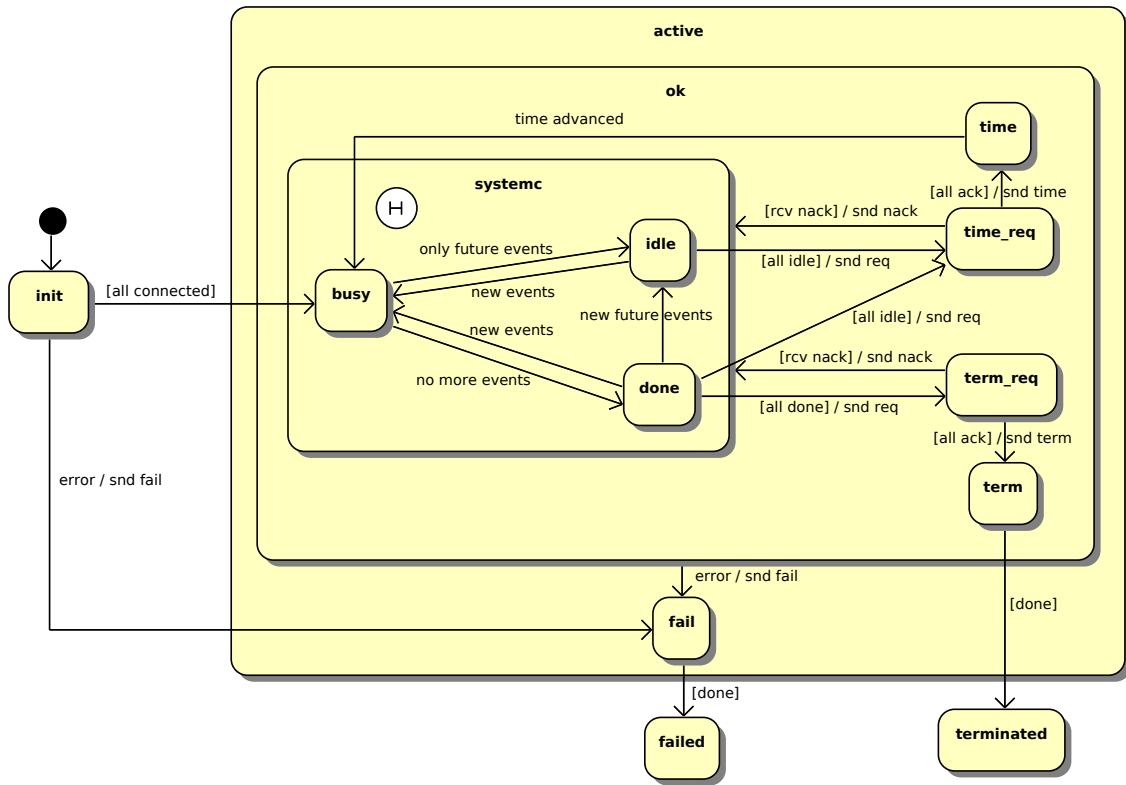 active
ok
time advanced
time
systemc
[all ack] / snd time
H
[rcv nack] / snd nack
time_req
only future events
idle
[all idle] / snd req
init
[all connected]
busy
new events
new future events
[all idle] / snd req
new events
[rcv nack] / snd nack
no more events
done
term_req
[all done] / snd req
[all ack] / snd term
error / snd fail
term
error / snd fail
[done]
fail
[done]
failed
terminated